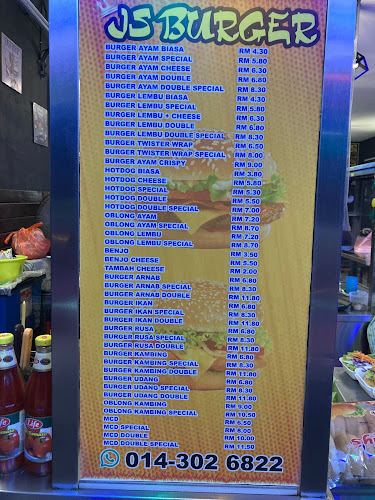 JS BURGER
BURGER AYAM BIASA RM 4.30
BURGER AYAM SPECIAL RM 5.80
BURGER AYAM CHEESE RM 6.30
BURGER AYAM DOUBLE RM 6.80
BURGER AYAM DOUBLE SPECIAL RM 8.30
BURGER LEMBU BIASA RM 4.30
BURGER LEMBU SPECIAL RM 5.80
BURGER LEMBU + CHEESE RM 6.30
BURGER LEMBU DOUBLE RM 6.80
BURGER LEMBU DOUBLE SPECIAL RM 8.30
BURGER TWISTER WRAP RM 6.50
BURGER TWISTER WRAP SPECIAL RM 8.00
BURGER AYAM CRISPY RM 9.00
HOTDOG BIASA RM 3.80
HOTDOG CHEESE RM 5.80
HOTDOG SPECIAL RM 5.30
HOTDOG DOUBLE RM 5.50
HOTDOG DOUBLE SPECIAL RM 7.00
OBLONG AYAM RM 7.20
OBLONG AYAM SPECIAL RM 8.70
OBLONG LEMBU RM 7.20
OBLONG LEMBU SPECIAL RM 8.70
BENJO RM 3.50
BENJO CHEESE RM 5.50
TAMBAH CHEESE RM 2.00
BURGER ARNAB RM 6.80
BURGER ARNAB SPECIAL RM 8.30
BURGER ARNAB DOUBLE RM 11.80
BURGER IKAN RM 6.80
BURGER IKAN SPECIAL RM 8.30
BURGER IKAN DOUBLE RM 11.80
BURGER RUSA RM 6.80
BURGER RUSA SPECIAL RM 8.30
BURGER RUSA DOUBLE RM 11.80
BURGER KAMBING RM 6.80
BURGER KAMBING SPECIAL RM 8.30
BURGER KAMBING DOUBLE RM 11.80
BURGER UDANG RM 6.80
BURGER UDANG SPECIAL RM 8.30
BURGER UDANG DOUBLE RM 11.80
OBLONG KAMBING RM 9.00
OBLONG KAMBING SPECIAL RM 10.50
MCD RM 6.50
MCD SPECIAL RM 8.00
MCD DOUBLE RM 10.00
MCD DOUBLE SPECIAL RM 11.50
014-302 6822
Life
Life